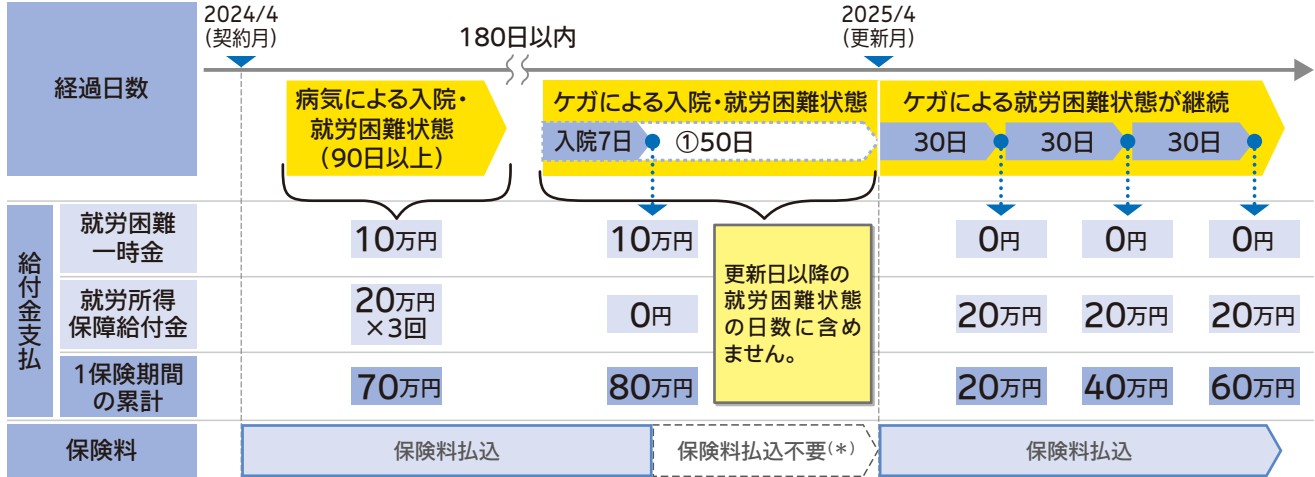 2024/4
(契約月)
2025/4
(更新月)
180日以内
経過日数
病気による入院・
就労困難状態
(90日以上)
ケガによる入院・就労困難状態
入院7日
①50日
ケガによる就労困難状態が継続
30日
30日
30日
給付金支払
就労困難
一時金
10万円
10万円
0円
0円
0円
更新日以降の
就労困難状態
の日数に含め
ません。
就労所得
保障給付金
20万円
×3回
0円
20万円
20万円
20万円
1保険期間
の累計
70万円
80万円
20万円
40万円
60万円
保険料
保険料払込
保険料払込不要(*)
保険料払込